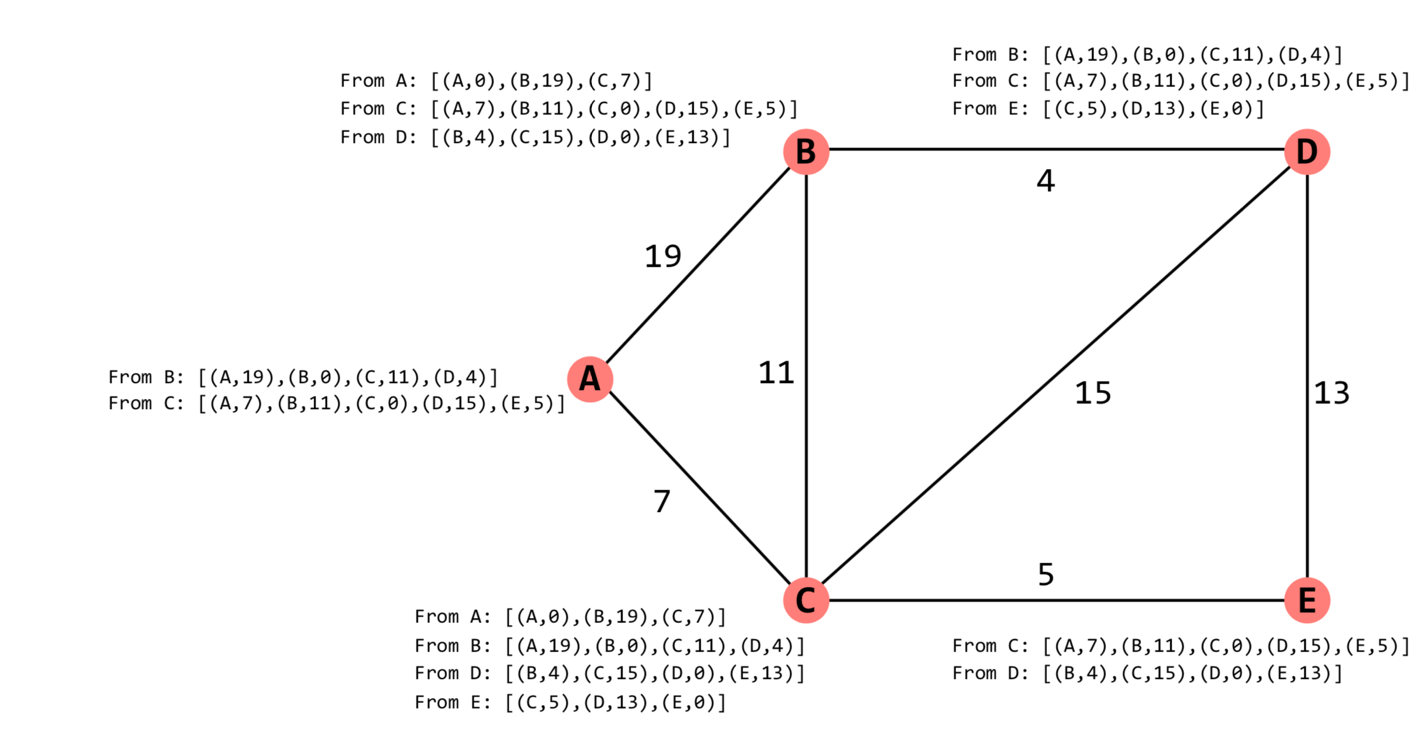 From B: [(A,19),(B,0),(C,11),(D,4)]
From C: [(A,7),(B,11),(C,0),(D,15),(E,5)]
From E: [(C,5),(D,13),(E,0)]
From A: [(A,0),(B,19),(C,7)]
From C: [(A,7),(B,11),(C,0),(D,15),(E,5)]
From D: [(B,4),(C,15),(D,0),(E,13)]
B
D
4
19
11
15
13
From B: [(A,19),(B,0),(C,11),(D,4)]
From C: [(A,7),(B,11),(C,0),(D,15),(E,5)]
A
7
5
C
E
From A: [(A,0),(B,19),(C,7)]
From B: [(A,19),(B,0),(C,11),(D,4)]
From D: [(B,4),(C,15),(D,0),(E,13)]
From E: [(C,5),(D,13),(E,0)]
From C: [(A,7),(B,11),(C,0),(D,15),(E,5)]
From D: [(B,4),(C,15),(D,0),(E,13)]